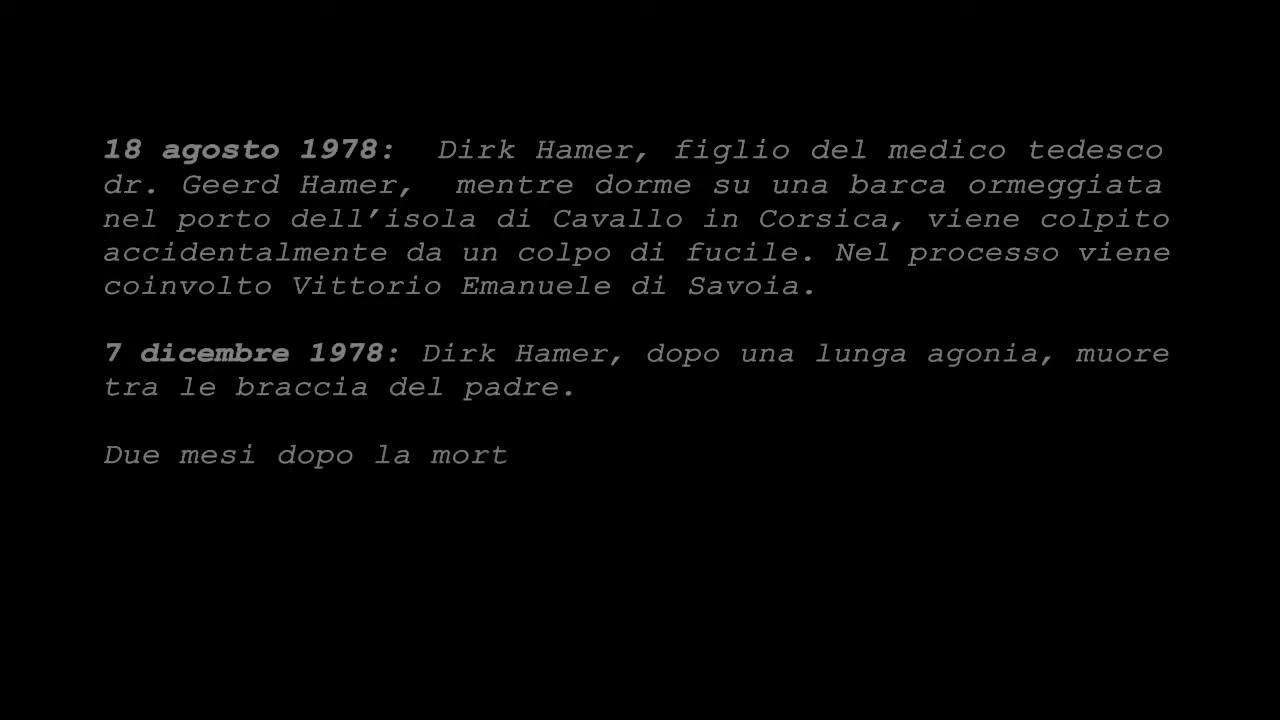 18 agosto 1978: Dirk Hamer, figlio del medico tedesco
dr. Geerd Hamer, mentre dorme su una barca ormeggiata
nel porto dell’isola di Cavallo in Corsica, viene colpito
accidentalmente da un colpo di fucile. Nel processo viene
coinvolto Vittorio Emanuele di Savoia.
7 dicembre 1978: Dirk Hamer, dopo una lunga agonia, muore
tra le braccia del padre.
Due mesi dopo la mort